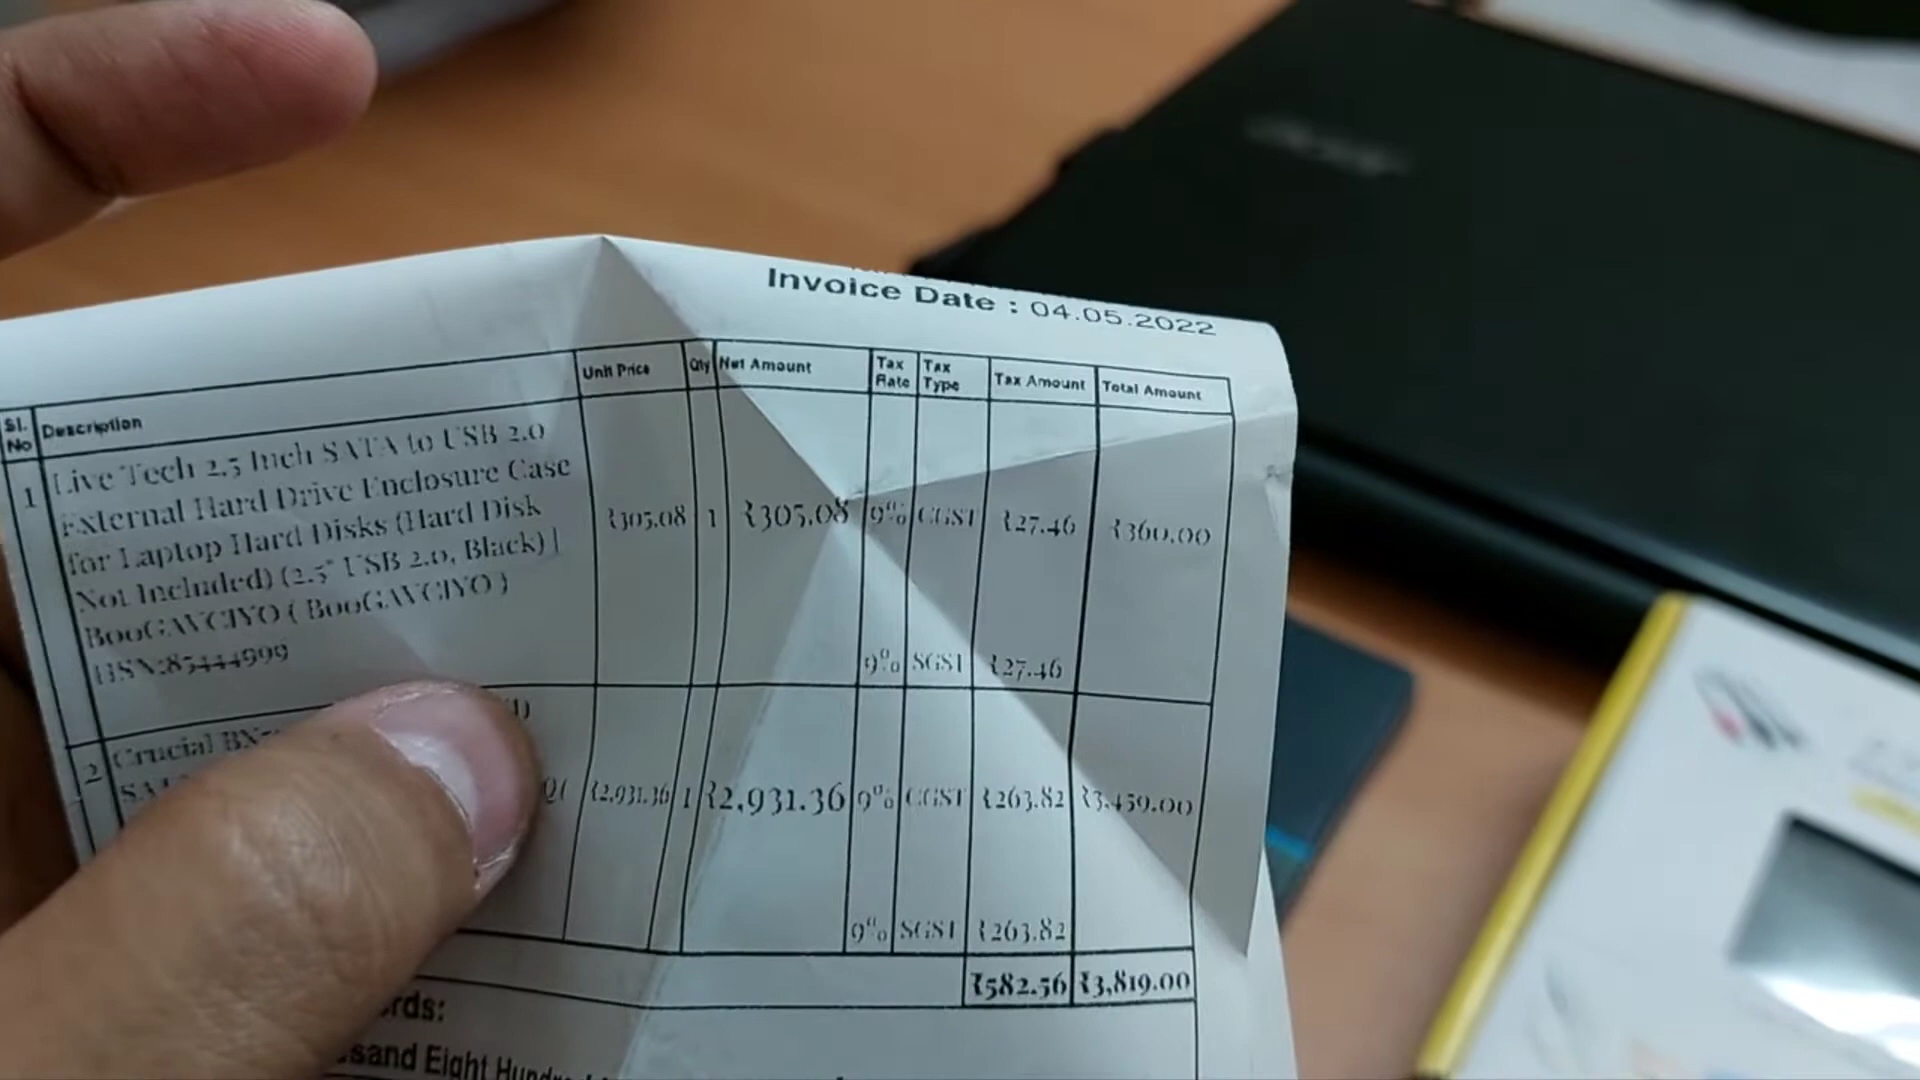 Invoice Date : 04.05.2022
Sl. No Description Unit Price Qty Net Amount Tax Rate Tax Type Tax Amount Total Amount
1 Live Tech 2.5 Inch SATA to USB 2.0
External Hard Drive Enclosure Case
for Laptop Hard Disks (Hard Disk
Not Included) (2.5" USB 2.0, Black) |
₹305.08 1 ₹305.08 9% CGST ₹27.46 ₹360.00
HSN:85444999
9% SGST ₹27.46
2 Crucial
₹2,931.36 1 ₹2,931.36 9% CGST ₹263.82 ₹3,459.00
9% SGST ₹263.82
₹582.56 ₹3,819.00
Eight
acer